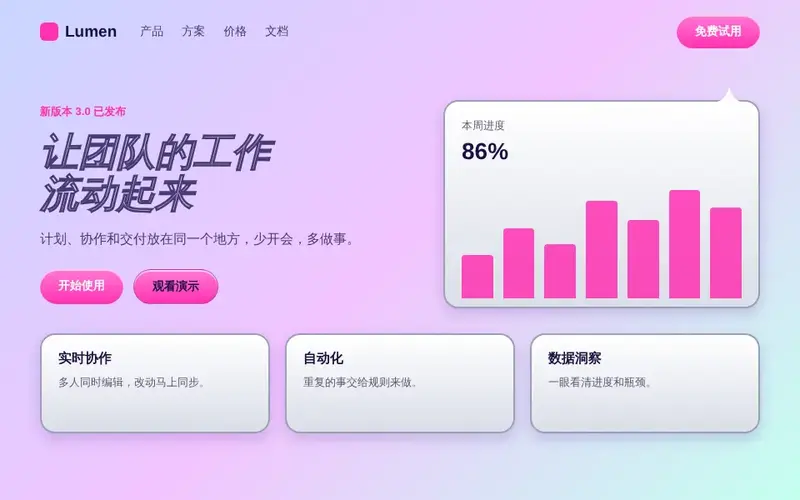 Lumen
产品
方案
价格
文档
免费试用
新版本 3.0 已发布
让团队的工作
流动起来
计划、协作和交付放在同一个地方，少开会，多做事。
开始使用
观看演示
本周进度
86%
实时协作
多人同时编辑，改动马上同步。
自动化
重复的事交给规则来做。
数据洞察
一眼看清进度和瓶颈。